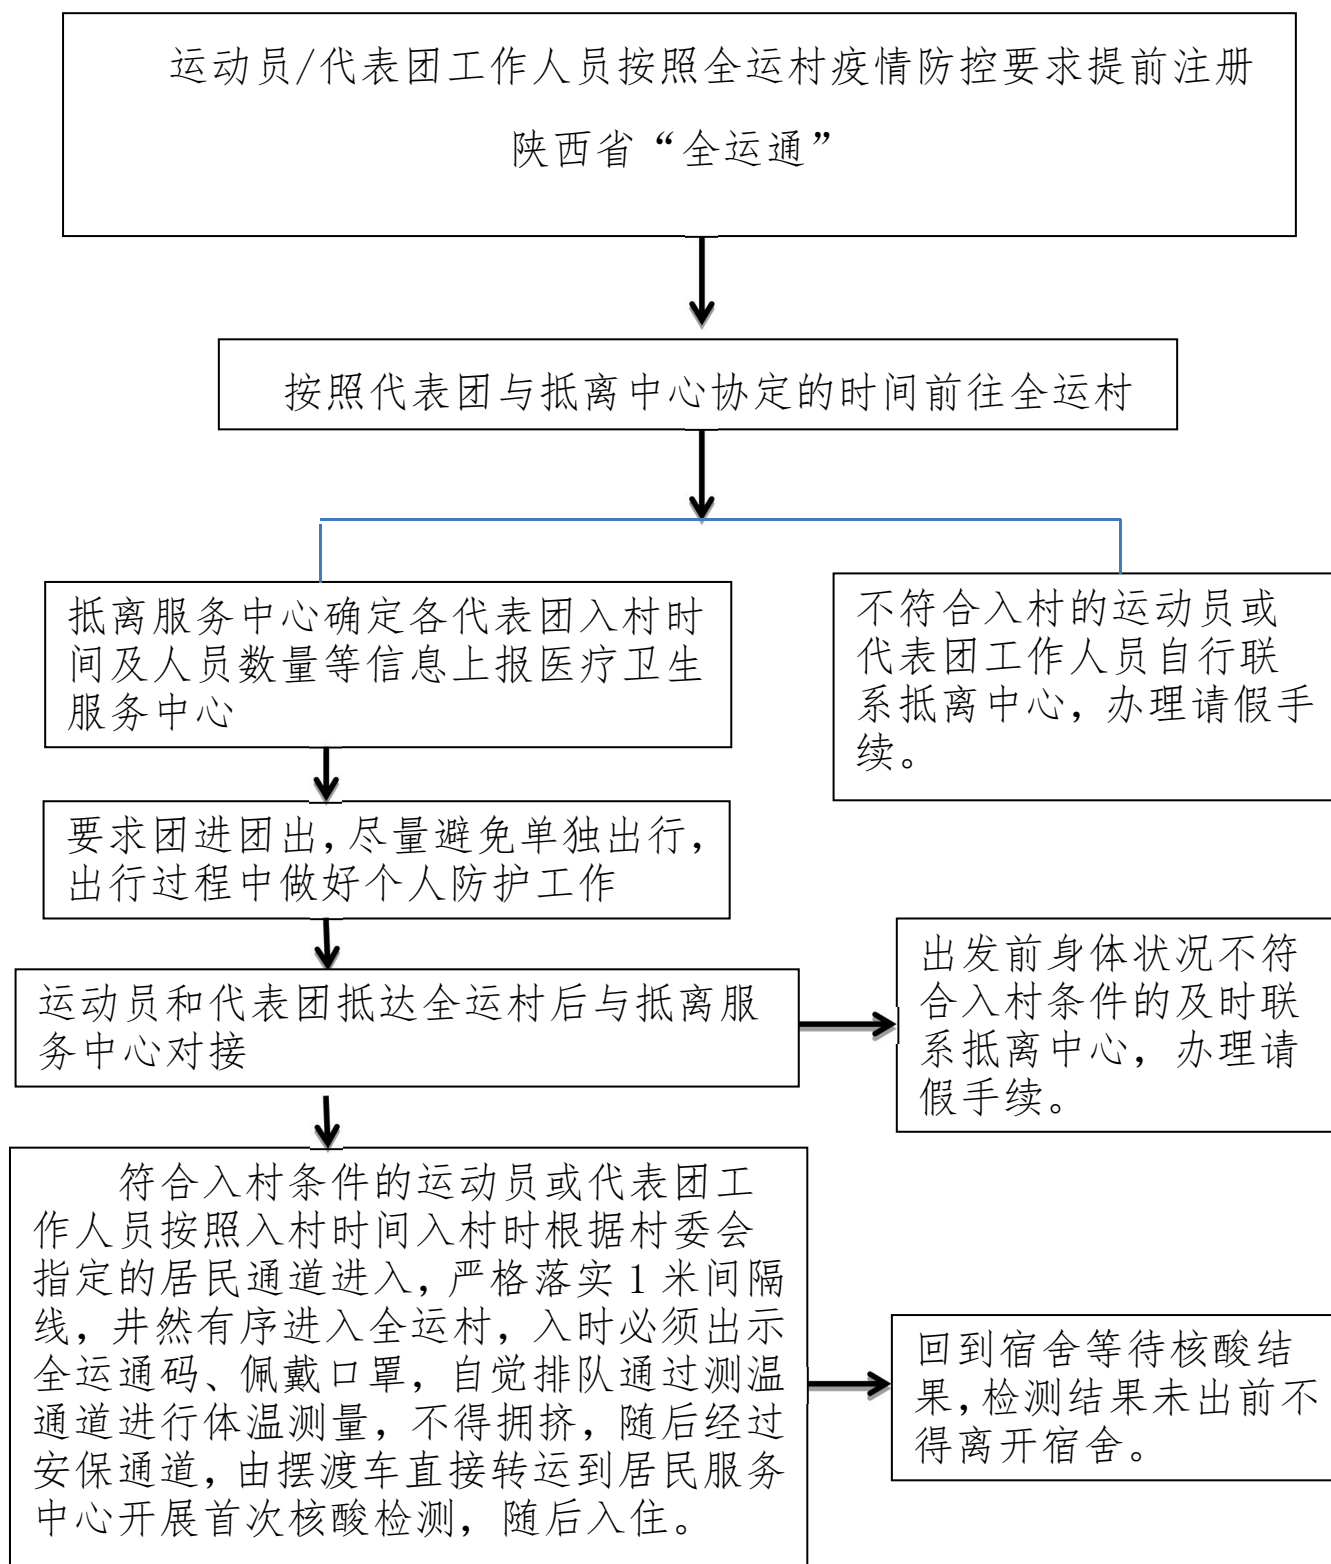 运动员/代表团工作人员按照全运村疫情防控要求提前注册
陕西省“全运通”
按照代表团与抵离中心协定的时间前往全运村
抵离服务中心确定各代表团入村时
间及人员数量等信息上报医疗卫生
服务中心
不符合入村的运动员或
代表团工作人员自行联
系抵离中心，办理请假手
续。
要求团进团出，尽量避免单独出行，
出行过程中做好个人防护工作
运动员和代表团抵达全运村后与抵离服
务中心对接
出发前身体状况不符
合入村条件的及时联
系抵离中心，办理请
假手续。
符合入村条件的运动员或代表团工
作人员按照入村时间入村时根据村委会
指定的居民通道进入，严格落实1米间隔
线，井然有序进入全运村，入时必须出示
全运通码、佩戴口罩，自觉排队通过测温
通道进行体温测量，不得拥挤，随后经过
安保通道，由摆渡车直接转运到居民服务
中心开展首次核酸检测，随后入住。
回到宿舍等待核酸结
果，检测结果未出前不
得离开宿舍。